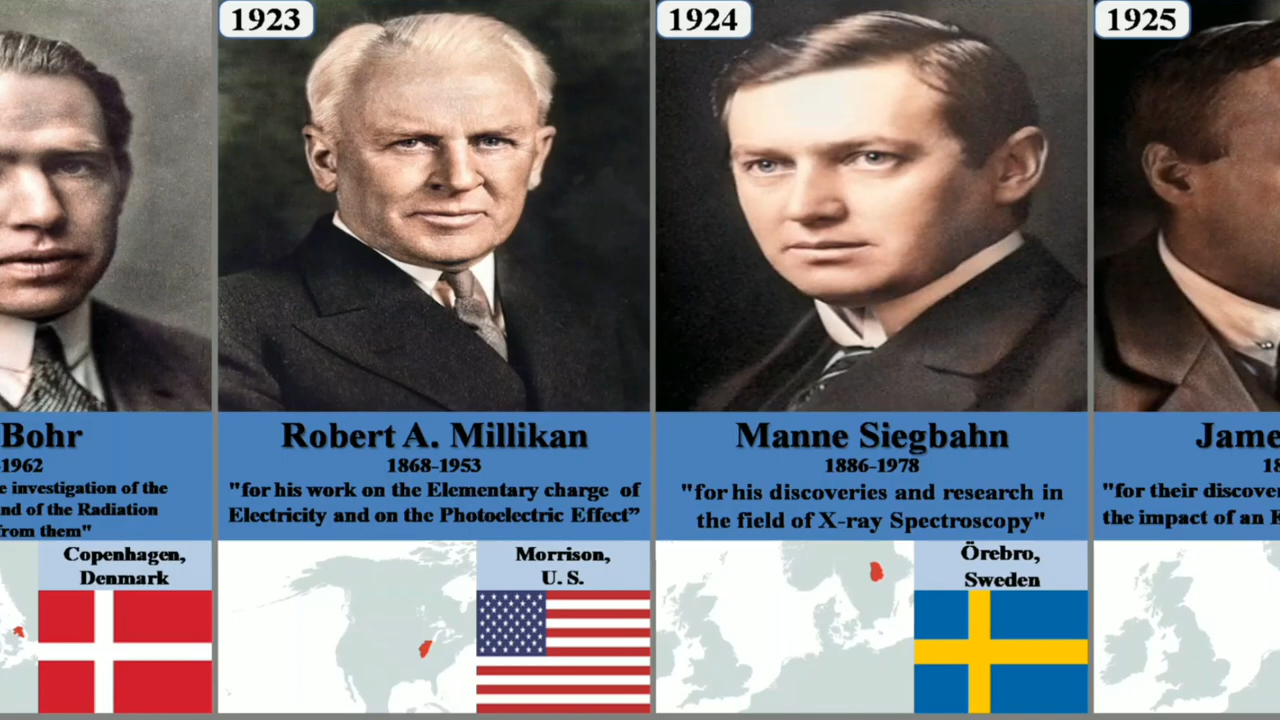 Bohr
1962
e investigation of the
nd of the Radiation
from them"
Copenhagen,
Denmark
1923
Robert A. Millikan
1868-1953
"for his work on the Elementary charge of
Electricity and on the Photoelectric Effect”
Morrison,
U. S.
1924
Manne Siegbahn
1886-1978
"for his discoveries and research in
the field of X-ray Spectroscopy"
Örebro,
Sweden
1925
Jame
18
"for their discover
the impact of an E